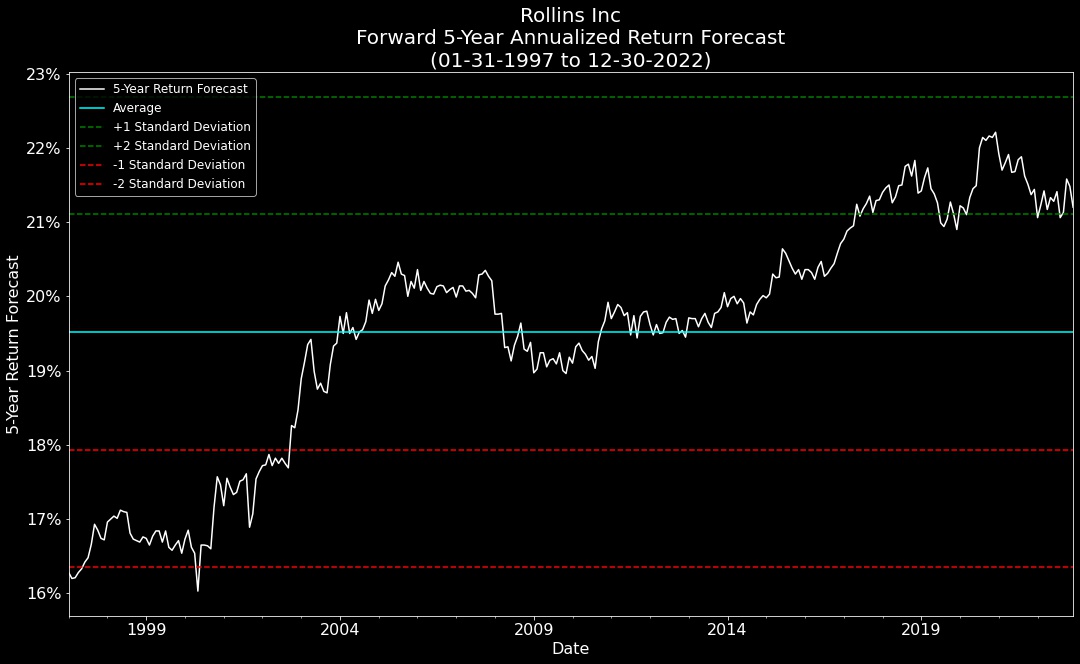 Rollins Inc
Forward 5-Year Annualized Return Forecast
(01-31-1997 to 12-30-2022)
23%
22%
21%
20%
19%
18%
17%
16%
5-Year Return Forecast
5-Year Return Forecast
Average
+1 Standard Deviation
+2 Standard Deviation
-1 Standard Deviation
-2 Standard Deviation
1999
2004
2009
2014
2019
Date